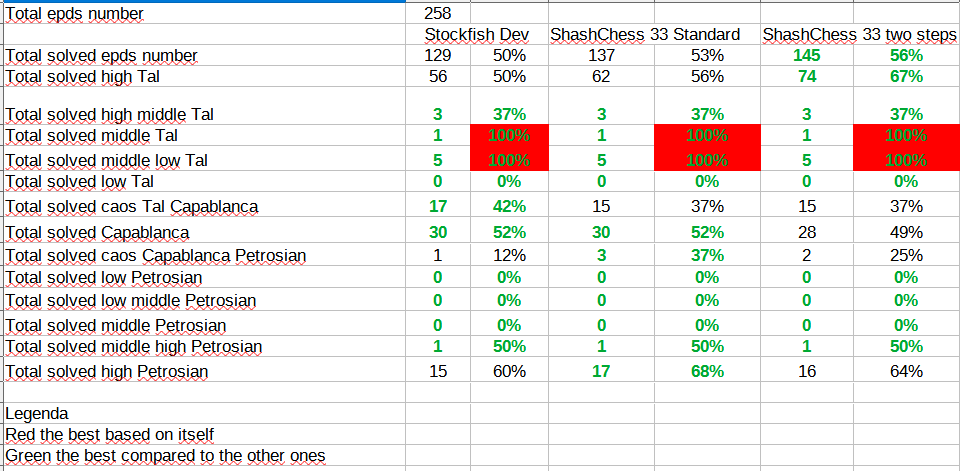 Total epds number 258
Stockfish Dev ShashChess 33 Standard ShashChess 33 two steps
Total solved epds number 129 50% 137 53% 145 56%
Total solved high Tal 56 50% 62 56% 74 67%
Total solved high middle Tal 3 37% 3 37% 3 37%
Total solved middle Tal 1 100% 1 100% 1 100%
Total solved middle low Tal 5 100% 5 100% 5 100%
Total solved low Tal 0 0% 0 0% 0 0%
Total solved caos Tal Capablanca 17 42% 15 37% 15 37%
Total solved Capablanca 30 52% 30 52% 28 49%
Total solved caos Capablanca Petrosian 1 12% 3 37% 2 25%
Total solved low Petrosian 0 0% 0 0% 0 0%
Total solved low middle Petrosian 0 0% 0 0% 0 0%
Total solved middle Petrosian 0 0% 0 0% 0 0%
Total solved middle high Petrosian 1 50% 1 50% 1 50%
Total solved high Petrosian 15 60% 17 68% 16 64%
Legenda
Red the best based on itself
Green the best compared to the other ones